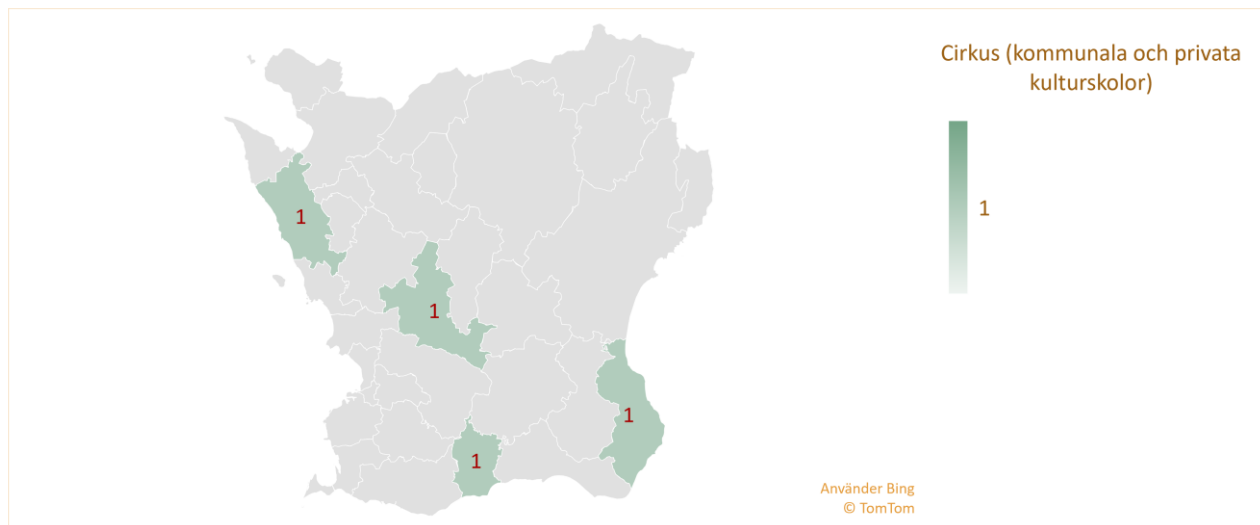 Cirkus (kommunala och privata
kulturskolor)
1
1
1
1
1
Använder Bing
© TomTom